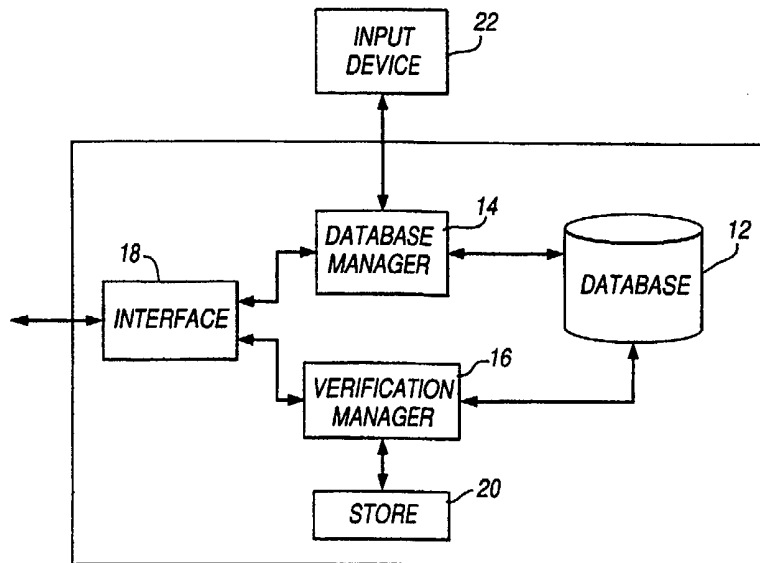 INPUT
DEVICE
22
DATABASE
MANAGER
14
DATABASE
12
INTERFACE
18
VERIFICATION
MANAGER
16
STORE
20